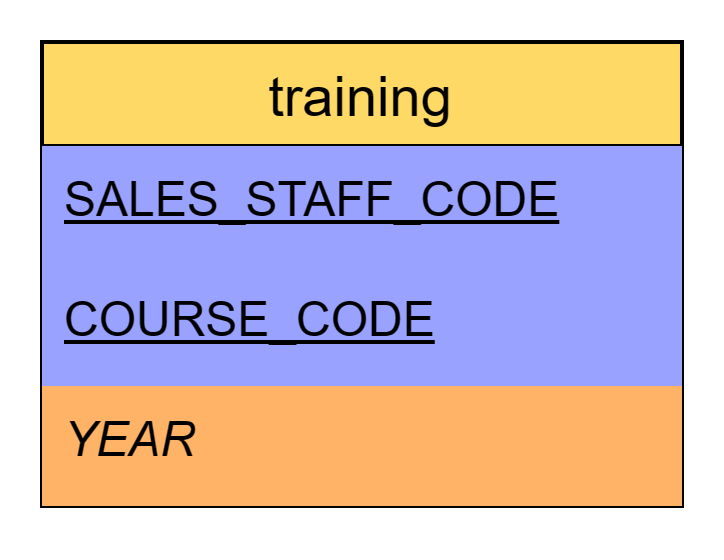 training
SALES_STAFF_CODE
COURSE_CODE
YEAR